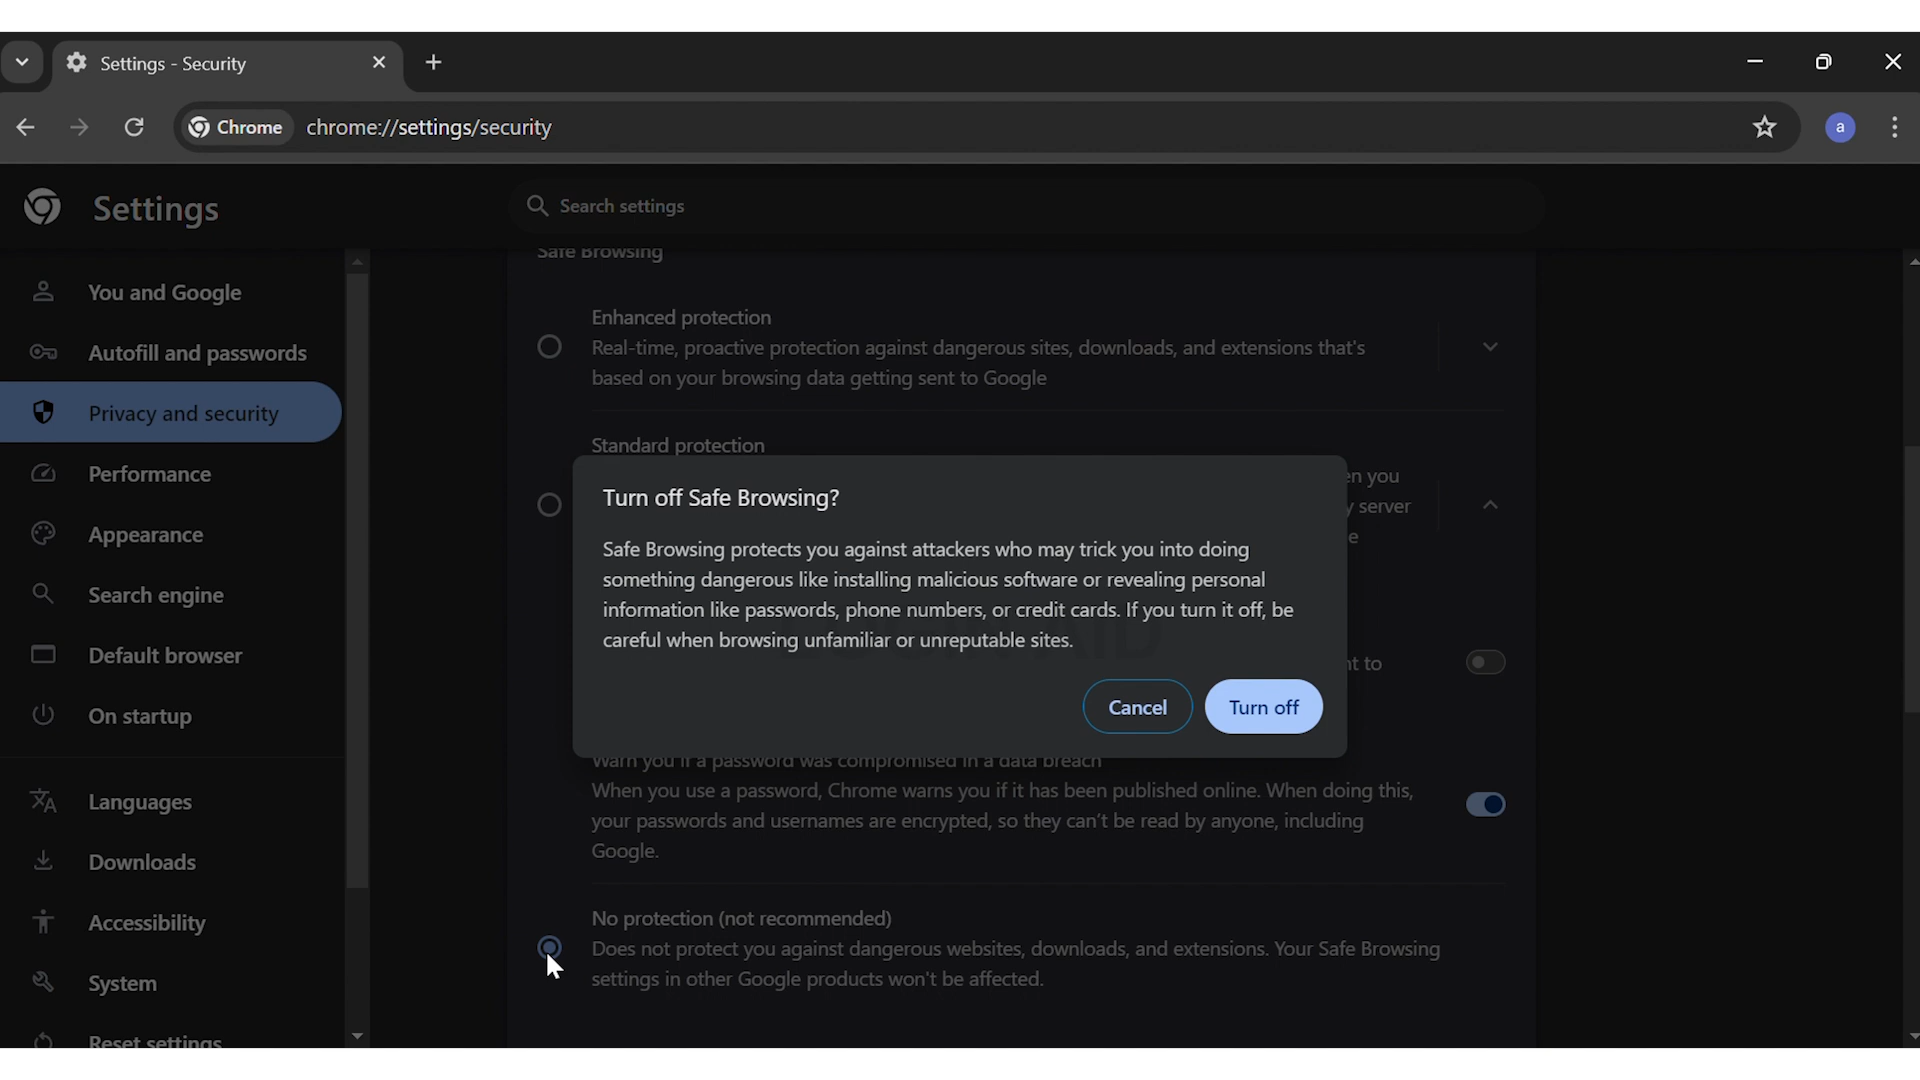 Settings - Security
Chrome
chrome://settings/security
Settings
Search settings
You and Google
Autofill and passwords
Privacy and security
Performance
Appearance
Search engine
Default browser
On startup
Languages
Downloads
Accessibility
System
Reset settings
Safe Browsing
Enhanced protection
Real-time, proactive protection against dangerous sites, downloads, and extensions that's
based on your browsing data getting sent to Google
Standard protection
en you
y server
e
Turn off Safe Browsing?
Safe Browsing protects you against attackers who may trick you into doing
something dangerous like installing malicious software or revealing personal
information like passwords, phone numbers, or credit cards. If you turn it off, be
careful when browsing unfamiliar or unreputable sites.
nt to
Cancel
Turn off
Warn you if a password was compromised in a data breach
When you use a password, Chrome warns you if it has been published online. When doing this,
your passwords and usernames are encrypted, so they can't be read by anyone, including
Google.
No protection (not recommended)
Does not protect you against dangerous websites, downloads, and extensions. Your Safe Browsing
settings in other Google products won't be affected.
a